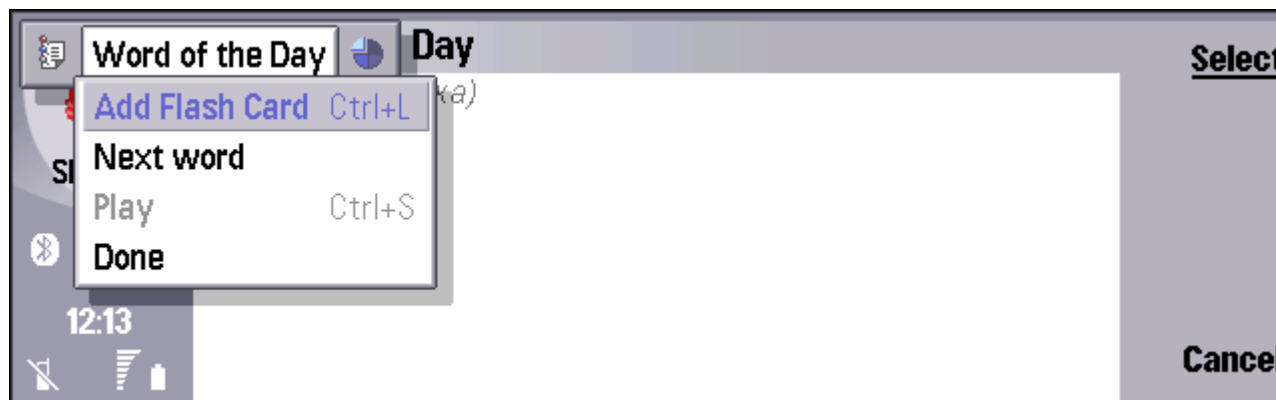 Word of the Day
Day
Select
Add Flash Card Ctrl+L
Next word
Play Ctrl+S
Done
12:13
Cancel